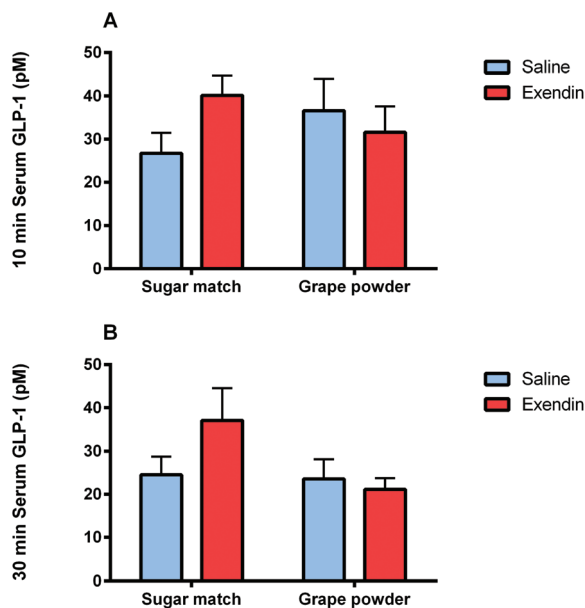 A
10 min Serum GLP-1 (pM)
50
40
30
20
10
0
Sugar match
Grape powder
Saline
Exendin
B
30 min Serum GLP-1 (pM)
50
40
30
20
10
0
Sugar match
Grape powder
Saline
Exendin